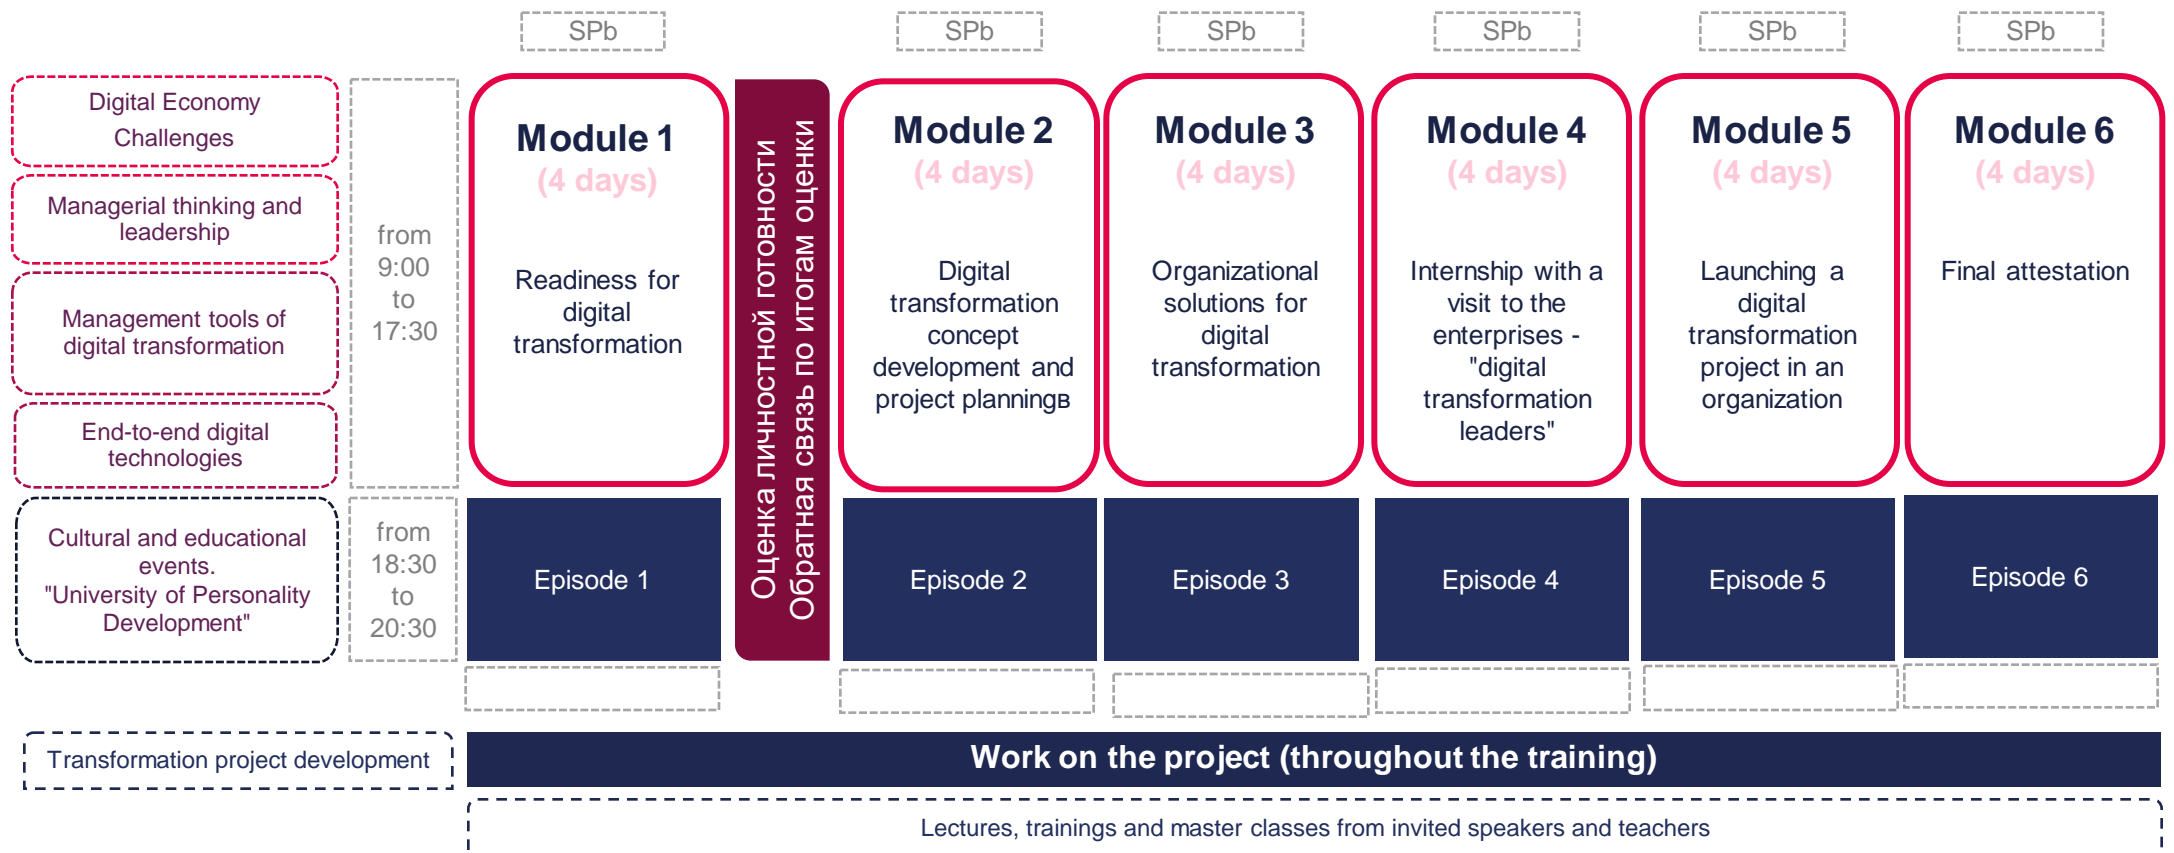 SPb
SPb
SPb
SPb
SPb
SPb
Digital Economy
Challenges
Managerial thinking and
leadership
Management tools of
digital transformation
End-to-end digital
technologies
from
9:00
to
17:30
Module 1
(4 days)
Readiness for
digital
transformation
Оценка личностной готовности
Обратная связь по итогам оценки
Module 2
(4 days)
Digital
transformation
concept
development and
project planningв
Module 3
(4 days)
Organizational
solutions for
digital
transformation
Module 4
(4 days)
Internship with a
visit to the
enterprises -
"digital
transformation
leaders"
Module 5
(4 days)
Launching a
digital
transformation
project in an
organization
Module 6
(4 days)
Final attestation
Cultural and educational
events.
"University of Personality
Development"
from
18:30
to
20:30
Episode 1
Episode 2
Episode 3
Episode 4
Episode 5
Episode 6
Transformation project development
Work on the project (throughout the training)
Lectures, trainings and master classes from invited speakers and teachers